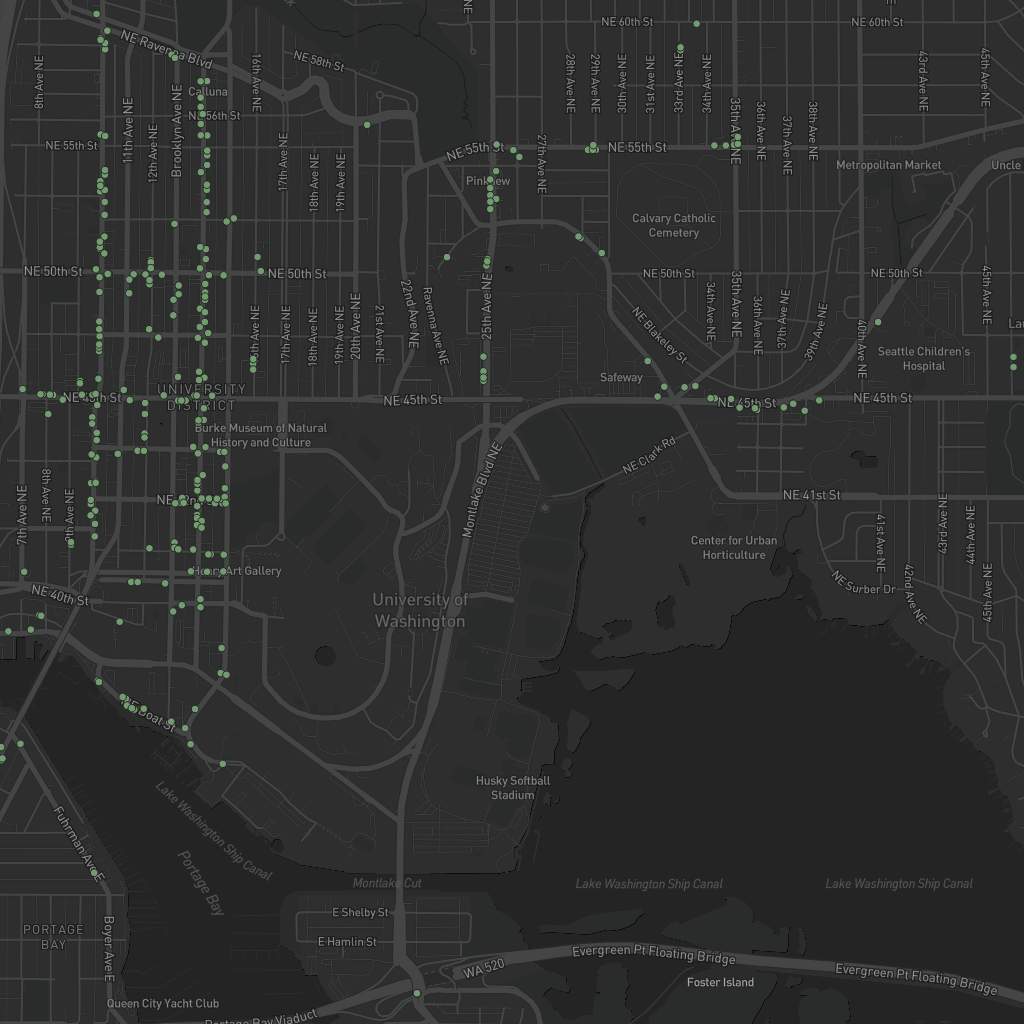 NE 60th St
NE 60th St
NE Ravenna Blvd
NE 58th St
8th Ave NE
15th Ave NE
28th Ave NE
29th Ave NE
30th Ave NE
31st Ave NE
33rd Ave NE
34th Ave NE
43rd Ave NE
45th Ave NE
Calluna
NE 56th St
11th Ave NE
12th Ave NE
Brooklyn Ave NE
35th Ave NE
36th Ave NE
37th Ave NE
38th Ave NE
NE 55th St
NE 55th St
NE 55th St
17th Ave NE
18th Ave NE
19th Ave NE
27th Ave NE
Metropolitan Market
Uncle
Calvary Catholic
Cemetery
NE 50th St
NE 50th St
NE 50th St
NE 50th St
22nd Ave NE
Ravenna Ave NE
25th Ave NE
17th Ave NE
18th Ave NE
19th Ave NE
20th Ave NE
21st Ave NE
NE Blakeley St
34th Ave NE
35th Ave NE
36th Ave NE
37th Ave NE
39th Ave NE
40th Ave NE
45th Ave NE
Seattle Children's
Hospital
Safeway
UNIVERSITY
DISTRICT
NE 45th St
NE 45th St
NE 45th St
NE 45th St
Burke Museum of Natural
History and Culture
NE Clark Rd
Montlake Blvd NE
7th Ave NE
8th Ave NE
9th Ave NE
NE 42nd St
NE 41st St
Center for Urban
Horticulture
41st Ave NE
43rd Ave NE
44th Ave NE
45th Ave NE
42nd Ave NE
NE Surber Dr
Henry Art Gallery
NE 40th St
University of
Washington
NE Boat St
Husky Softball
Stadium
Lake Washington Ship Canal
Portage Bay
Fuhrman Ave E
Montlake Cut
Lake Washington Ship Canal
Lake Washington Ship Canal
E Shelby St
E Hamlin St
PORTAGE
BAY
Boyer Ave E
WA 520
Evergreen Pt Floating Bridge
Evergreen Pt Floating Bridge
Foster Island
Queen City Yacht Club
Portage Bay Viaduct